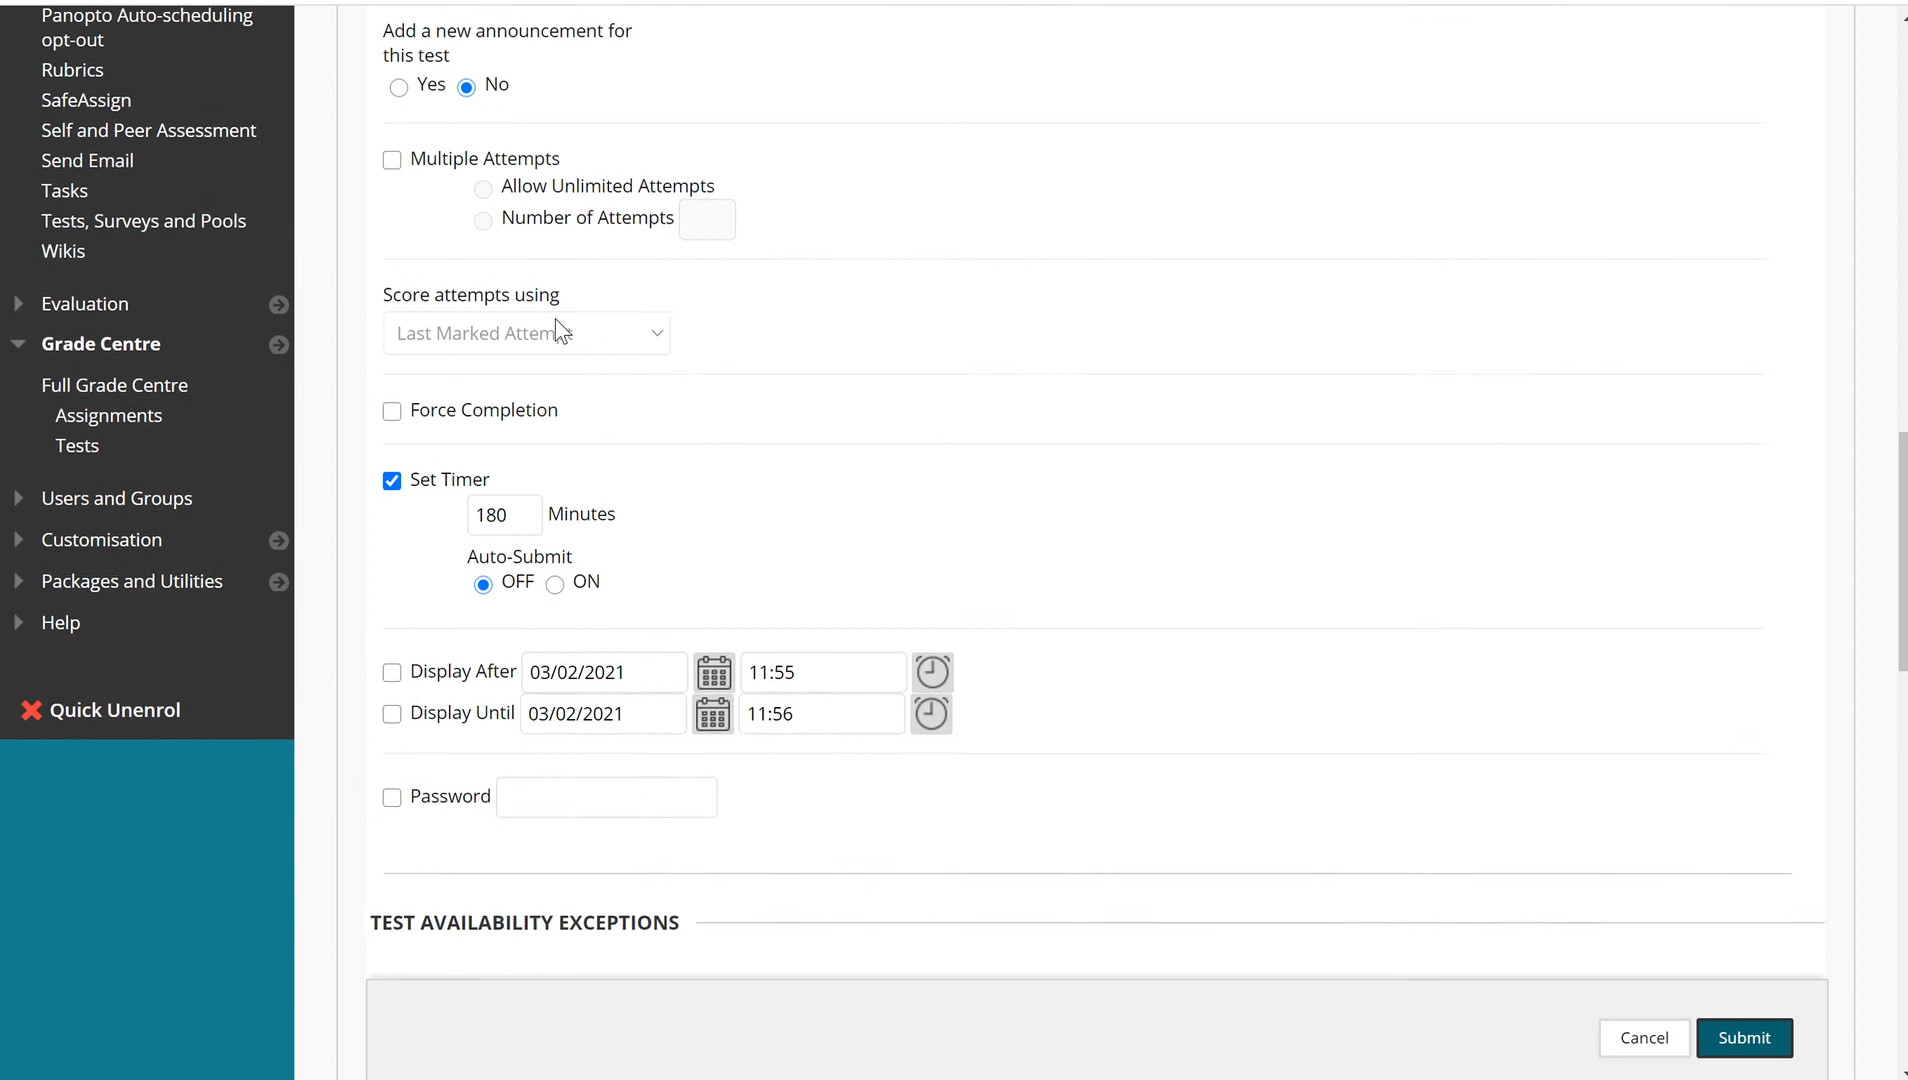 Panopto Auto-scheduling
opt-out
Rubrics
SafeAssign
Self and Peer Assessment
Send Email
Tasks
Tests, Surveys and Pools
Wikis
Evaluation
Grade Centre
Full Grade Centre
Assignments
Tests
Users and Groups
Customisation
Packages and Utilities
Help
Quick Unenrol
Add a new announcement for
this test
Yes No
Multiple Attempts
Allow Unlimited Attempts
Number of Attempts
Score attempts using
Last Marked Attempt
Force Completion
Set Timer
180 Minutes
Auto-Submit
OFF ON
Display After 03/02/2021 11:55
Display Until 03/02/2021 11:56
Password
TEST AVAILABILITY EXCEPTIONS
Cancel Submit